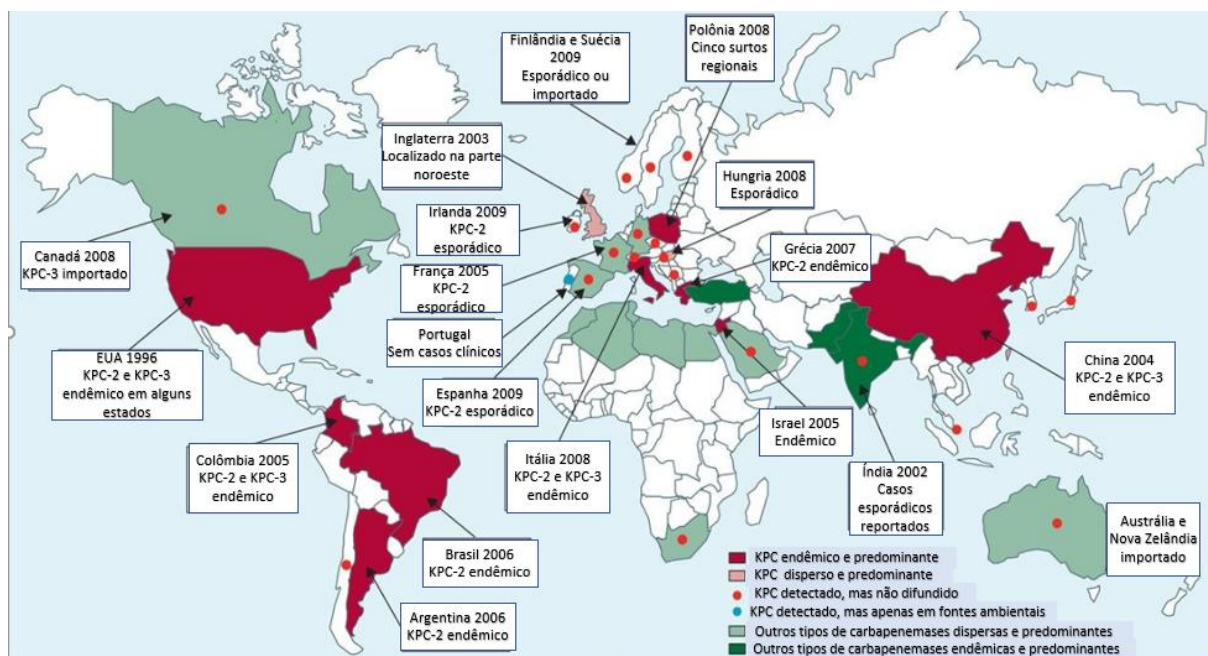 Finlândia e Suécia
2009
Esporádico ou
importado
Polônia 2008
Cinco surtos
regionais
Inglaterra 2003
Localizado na parte
noroeste
Hungria 2008
Esporádico
Irlanda 2009
KPC-2
esporádico
Grécia 2007
KPC-2 endêmico
Canadá 2008
KPC-3 importado
França 2005
KPC-2
esporádico
Portugal
Sem casos clínicos
EUA 1996
KPC-2 e KPC-3
endêmico em alguns
estados
China 2004
KPC-2 e KPC-3
endêmico
Espanha 2009
KPC-2 esporádico
Israel 2005
Endêmico
Colômbia 2005
KPC-2 e KPC-3
endêmico
Itália 2008
KPC-2 e KPC-3
endêmico
Índia 2002
Casos
esporádicos
reportados
Austrália e
Nova Zelândia
importado
Brasil 2006
KPC-2 endêmico
Argentina 2006
KPC-2 endêmico
KPC endêmico e predominante
KPC disperso e predominante
KPC detectado, mas não difundido
KPC detectado, mas apenas em fontes ambientais
Outros tipos de carbapenemases dispersas e predominantes
Outros tipos de carbapenemases endêmicas e predominantes